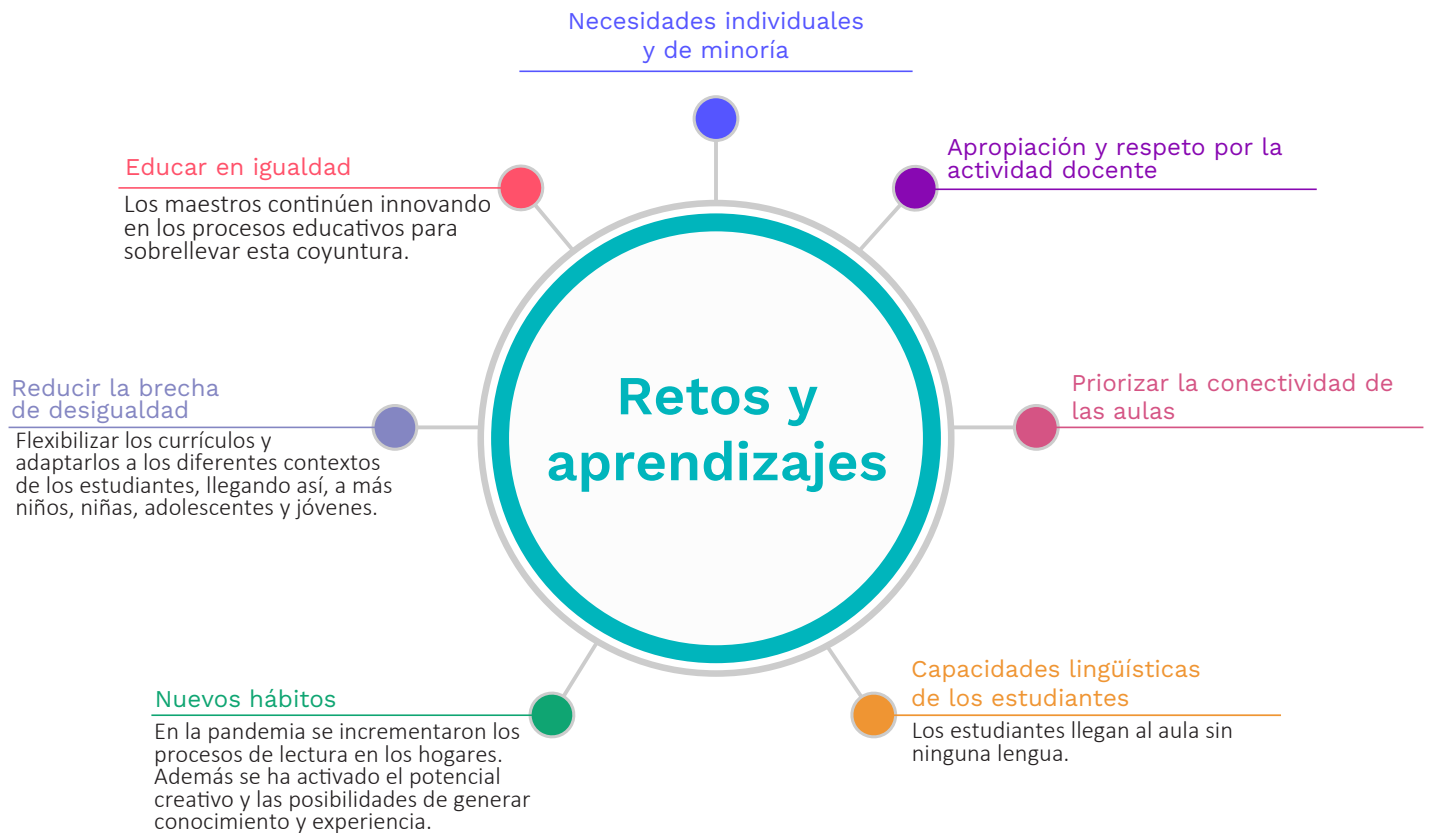 Necesidades individuales
y de minoría
Educar en igualdad
Los maestros continúen innovando
en los procesos educativos para
sobrellevar esta coyuntura.
Apropiación y respeto por la
actividad docente
Retos y
aprendizajes
Reducir la brecha
de desigualdad
Flexibilizar los currículos y
adaptarlos a los diferentes contextos
de los estudiantes, llegando así, a más
niños, niñas, adolescentes y jóvenes.
Priorizar la conectividad de
las aulas
Nuevos hábitos
En la pandemia se incrementaron los
procesos de lectura en los hogares.
Además se ha activado el potencial
creativo y las posibilidades de generar
conocimiento y experiencia.
Capacidades lingüísticas
de los estudiantes
Los estudiantes llegan al aula sin
ninguna lengua.